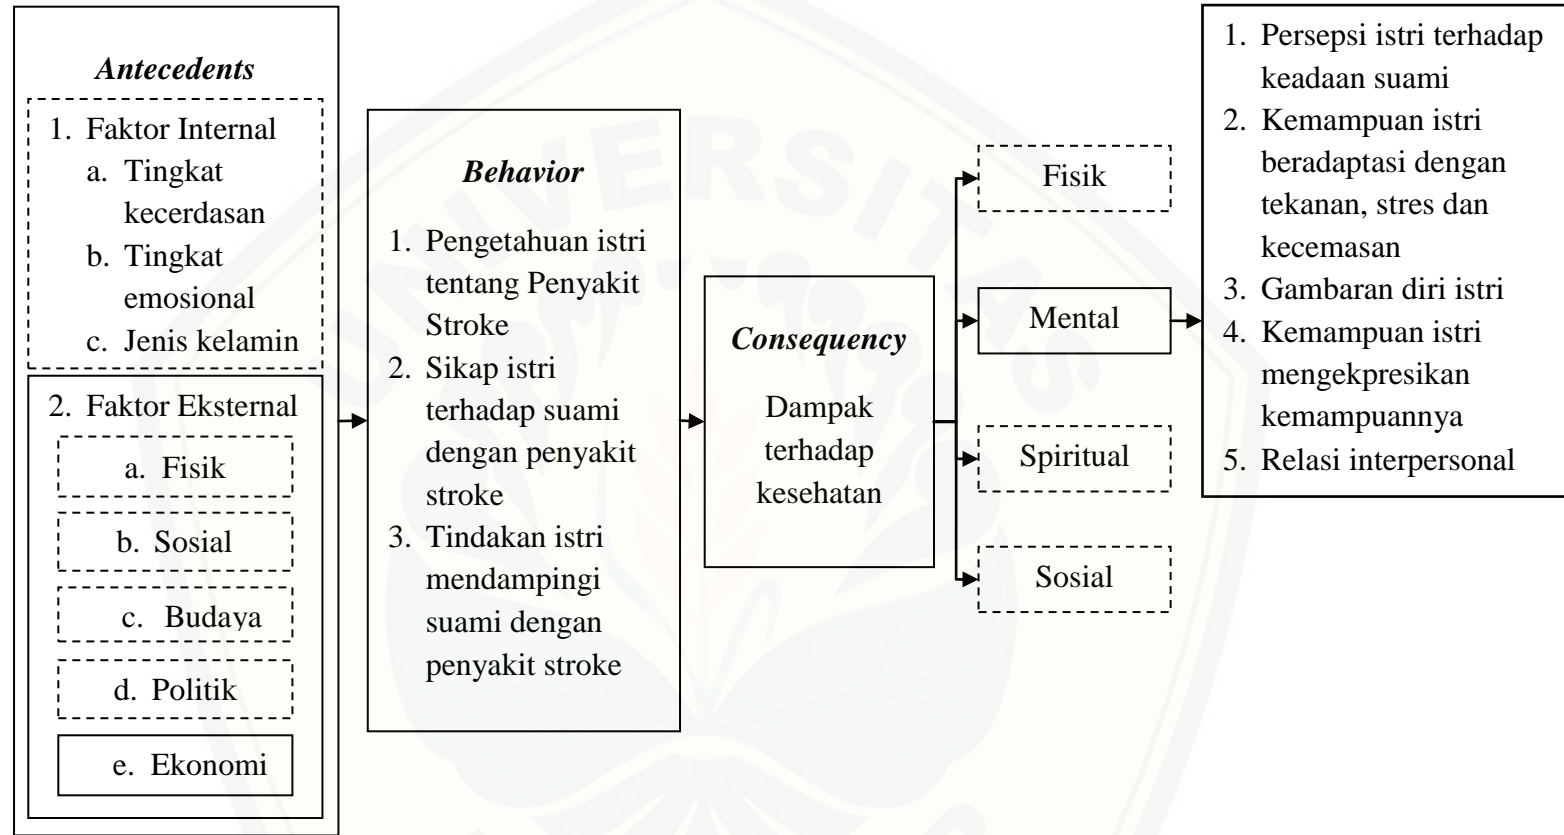 Antecedents
1. Faktor Internal
a. Tingkat
kecerdasan
b. Tingkat
emosional
c. Jenis kelamin
2. Faktor Eksternal
a. Fisik
b. Sosial
c. Budaya
d. Politik
e. Ekonomi
Behavior
1. Pengetahuan istri
tentang Penyakit
Stroke
2. Sikap istri
terhadap suami
dengan penyakit
stroke
3. Tindakan istri
mendampingi
suami dengan
penyakit stroke
Consequency
Dampak
terhadap
kesehatan
Fisik
Mental
Spiritual
Sosial
1. Persepsi istri terhadap
keadaan suami
2. Kemampuan istri
beradaptasi dengan
tekanan, stres dan
kecemasan
3. Gambaran diri istri
4. Kemampuan istri
mengekpresikan
kemampuannya
5. Relasi interpersonal
UNIVERSITAS